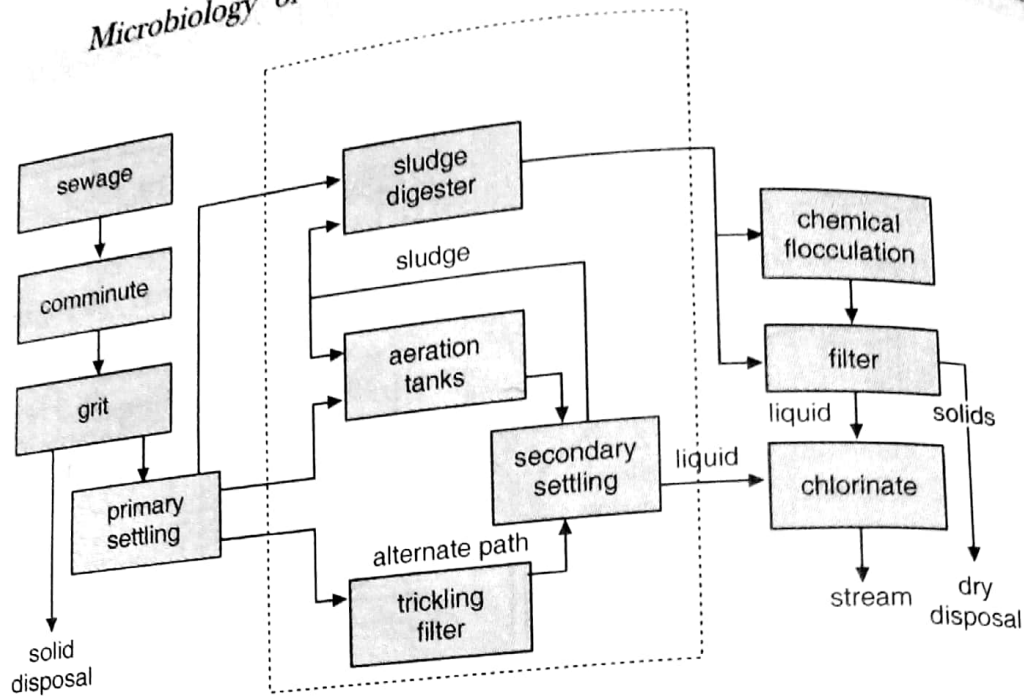 Microbiology
sewage
comminute
grit
primary
settling
solid
disposal
sludge
digester
sludge
aeration
tanks
secondary
settling
alternate path
trickling
filter
liquid
chemical
flocculation
filter
liquid
solids
chlorinate
stream
dry
disposal